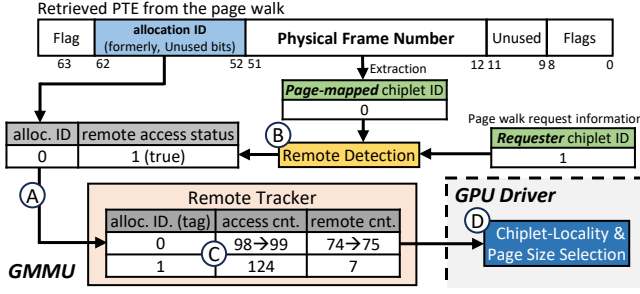 Retrieved PTE from the page walk
Flag
allocation ID
(formerly, Unused bits)
Physical Frame Number
Unused
Flags
63 62 52 51 12 11 9 8 0
Extraction
Page-mapped chiplet ID
0
Page walk request information
Requester chiplet ID
1
alloc. ID remote access status
0 1 (true)
B
Remote Detection
A
Remote Tracker
alloc. ID. (tag) access cnt. remote cnt.
0 98→99 74→75
C
1 124 7
GMMU
GPU Driver
D
Chiplet-Locality &
Page Size Selection